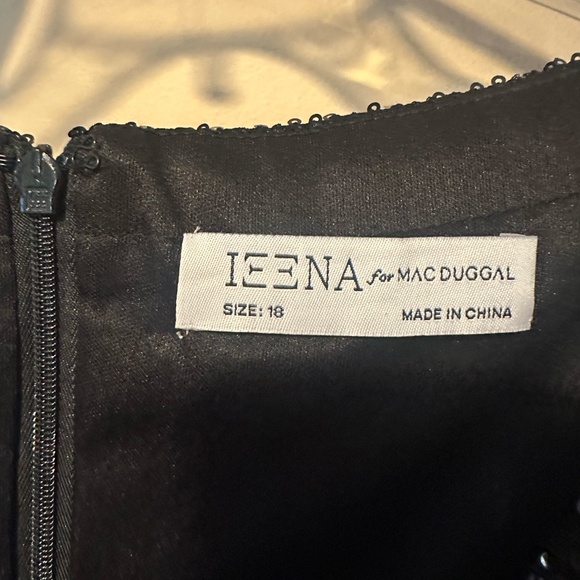 IEENA for MAC DUGGAL
SIZE: 18 MADE IN CHINA